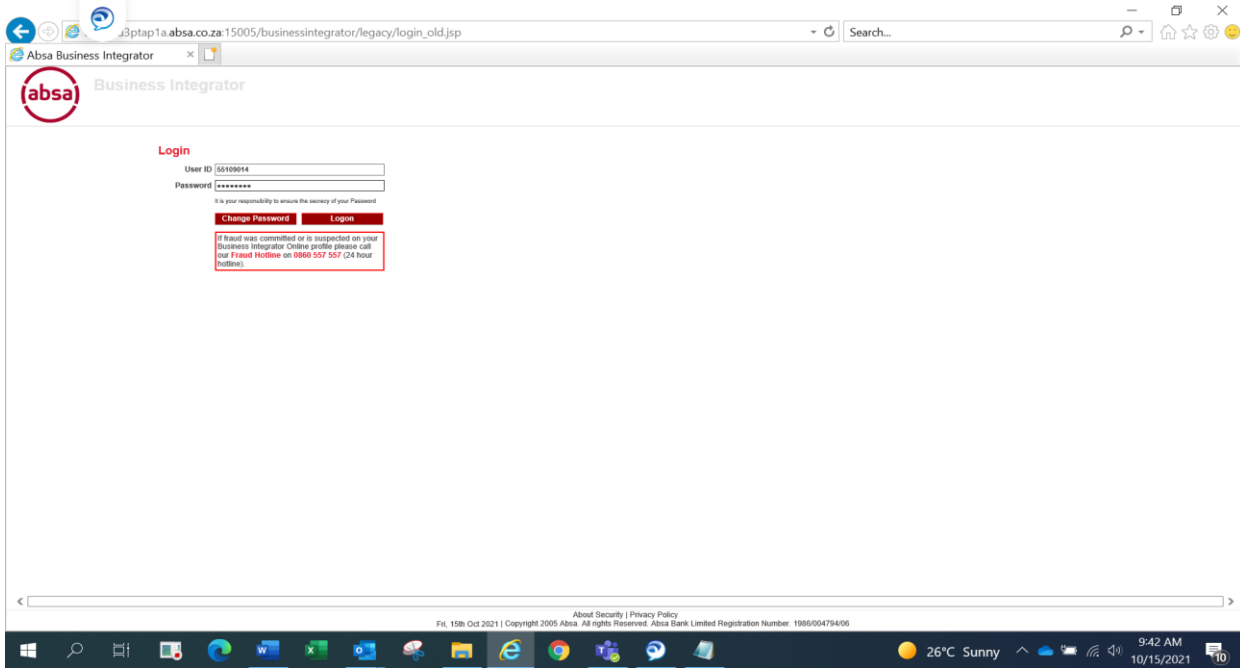 ptap1a.absa.co.za:15005/businessintegrator/legacy/login_old.jsp
Search...
Absa Business Integrator
absa
Business Integrator
Login
User ID 55109014
Password ••••••••
It is your responsibility to ensure the secrecy of your Password
Change Password Logon
If fraud was committed or is suspected on your
Business Integrator Online profile please call
our Fraud Hotline on 0860 557 557 (24 hour
hotline).
About Security | Privacy Policy
Fri, 15th Oct 2021 | Copyright 2005 Absa. All rights Reserved. Absa Bank Limited Registration Number. 1986/004794/06
26°C Sunny
9:42 AM
10/15/2021
10